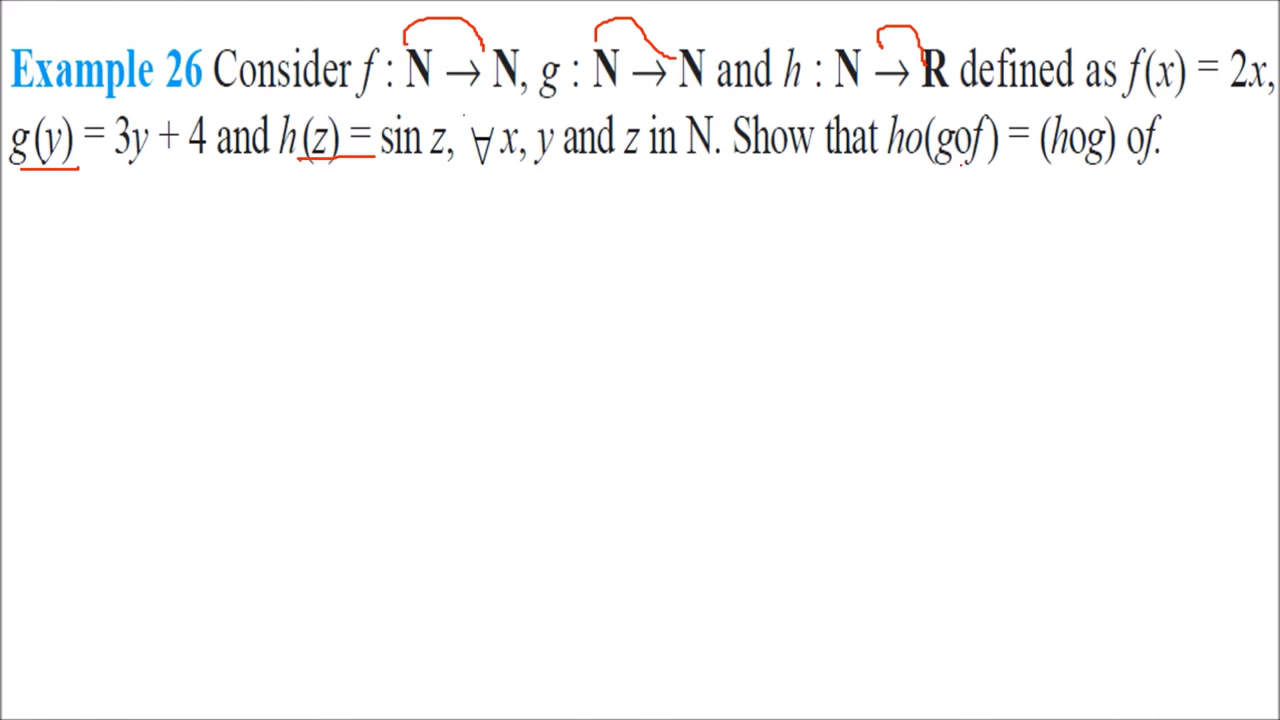 Example 26 Consider f : N → N, g : N → N and h : N → R defined as f(x) = 2x,
g(y) = 3y + 4 and h(z) = sin z, ∀ x, y and z in N. Show that ho(gof) = (hog) of.